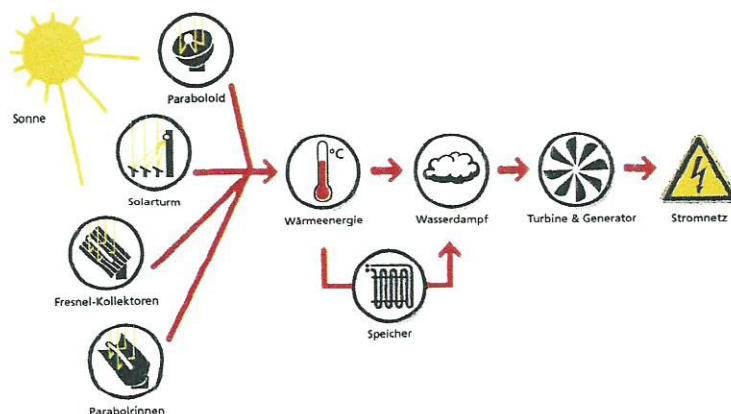 Sonne
Paraboloid
Solarturm
Fresnel-Kollektoren
Parabolrinnen
°C
Wärmeenergie
Wasserdampf
Turbine & Generator
Stromnetz
Speicher